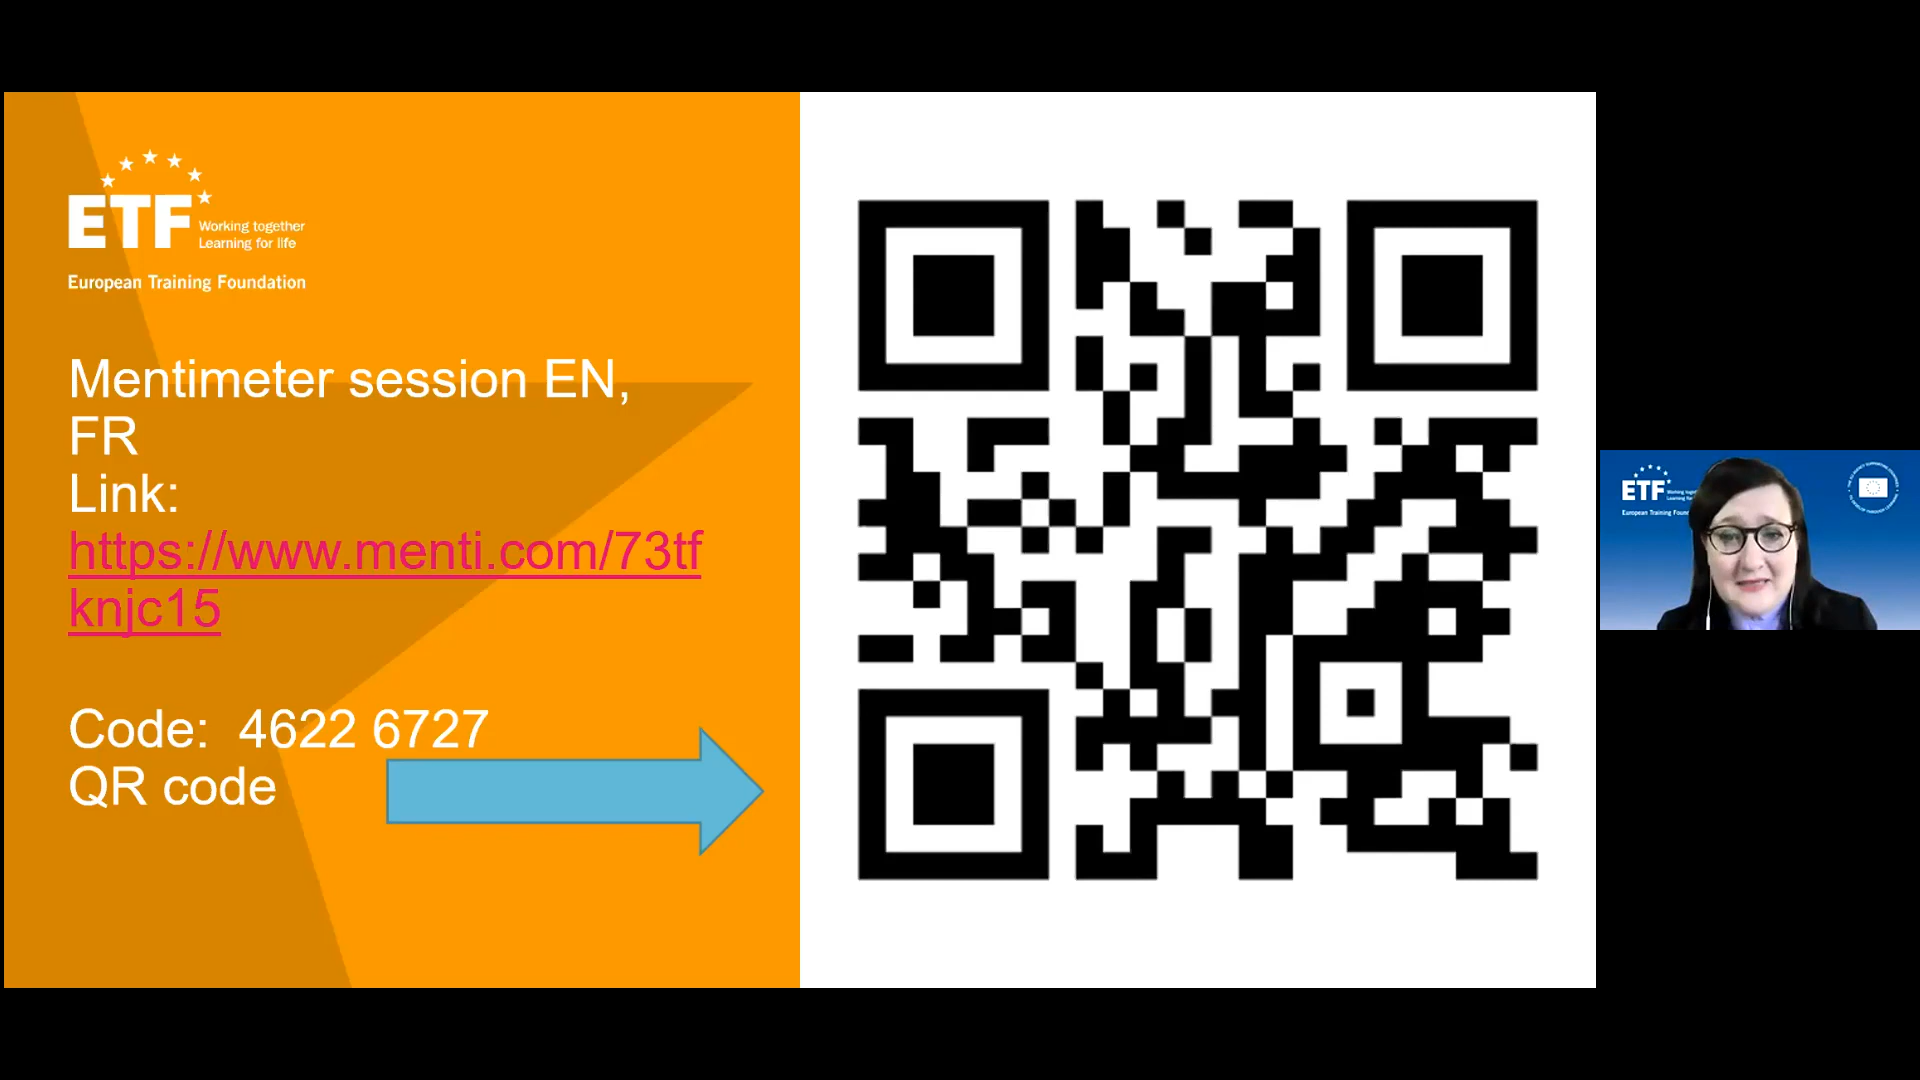 ETF Working together
Learning for life
European Training Foundation
Mentimeter session EN,
FR
Link:
https://www.menti.com/73tf
knjc15
Code: 4622 6727
QR code
ETF
European Training